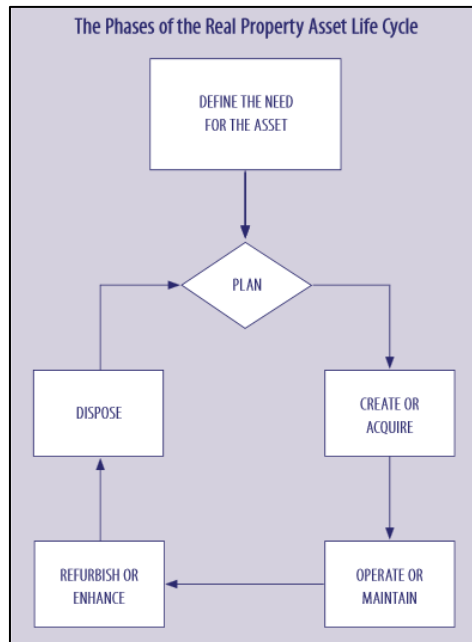 The Phases of the Real Property Asset Life Cycle
DEFINE THE NEED
FOR THE ASSET
PLAN
DISPOSE
CREATE OR
ACQUIRE
REFURBISH OR
ENHANCE
OPERATE OR
MAINTAIN